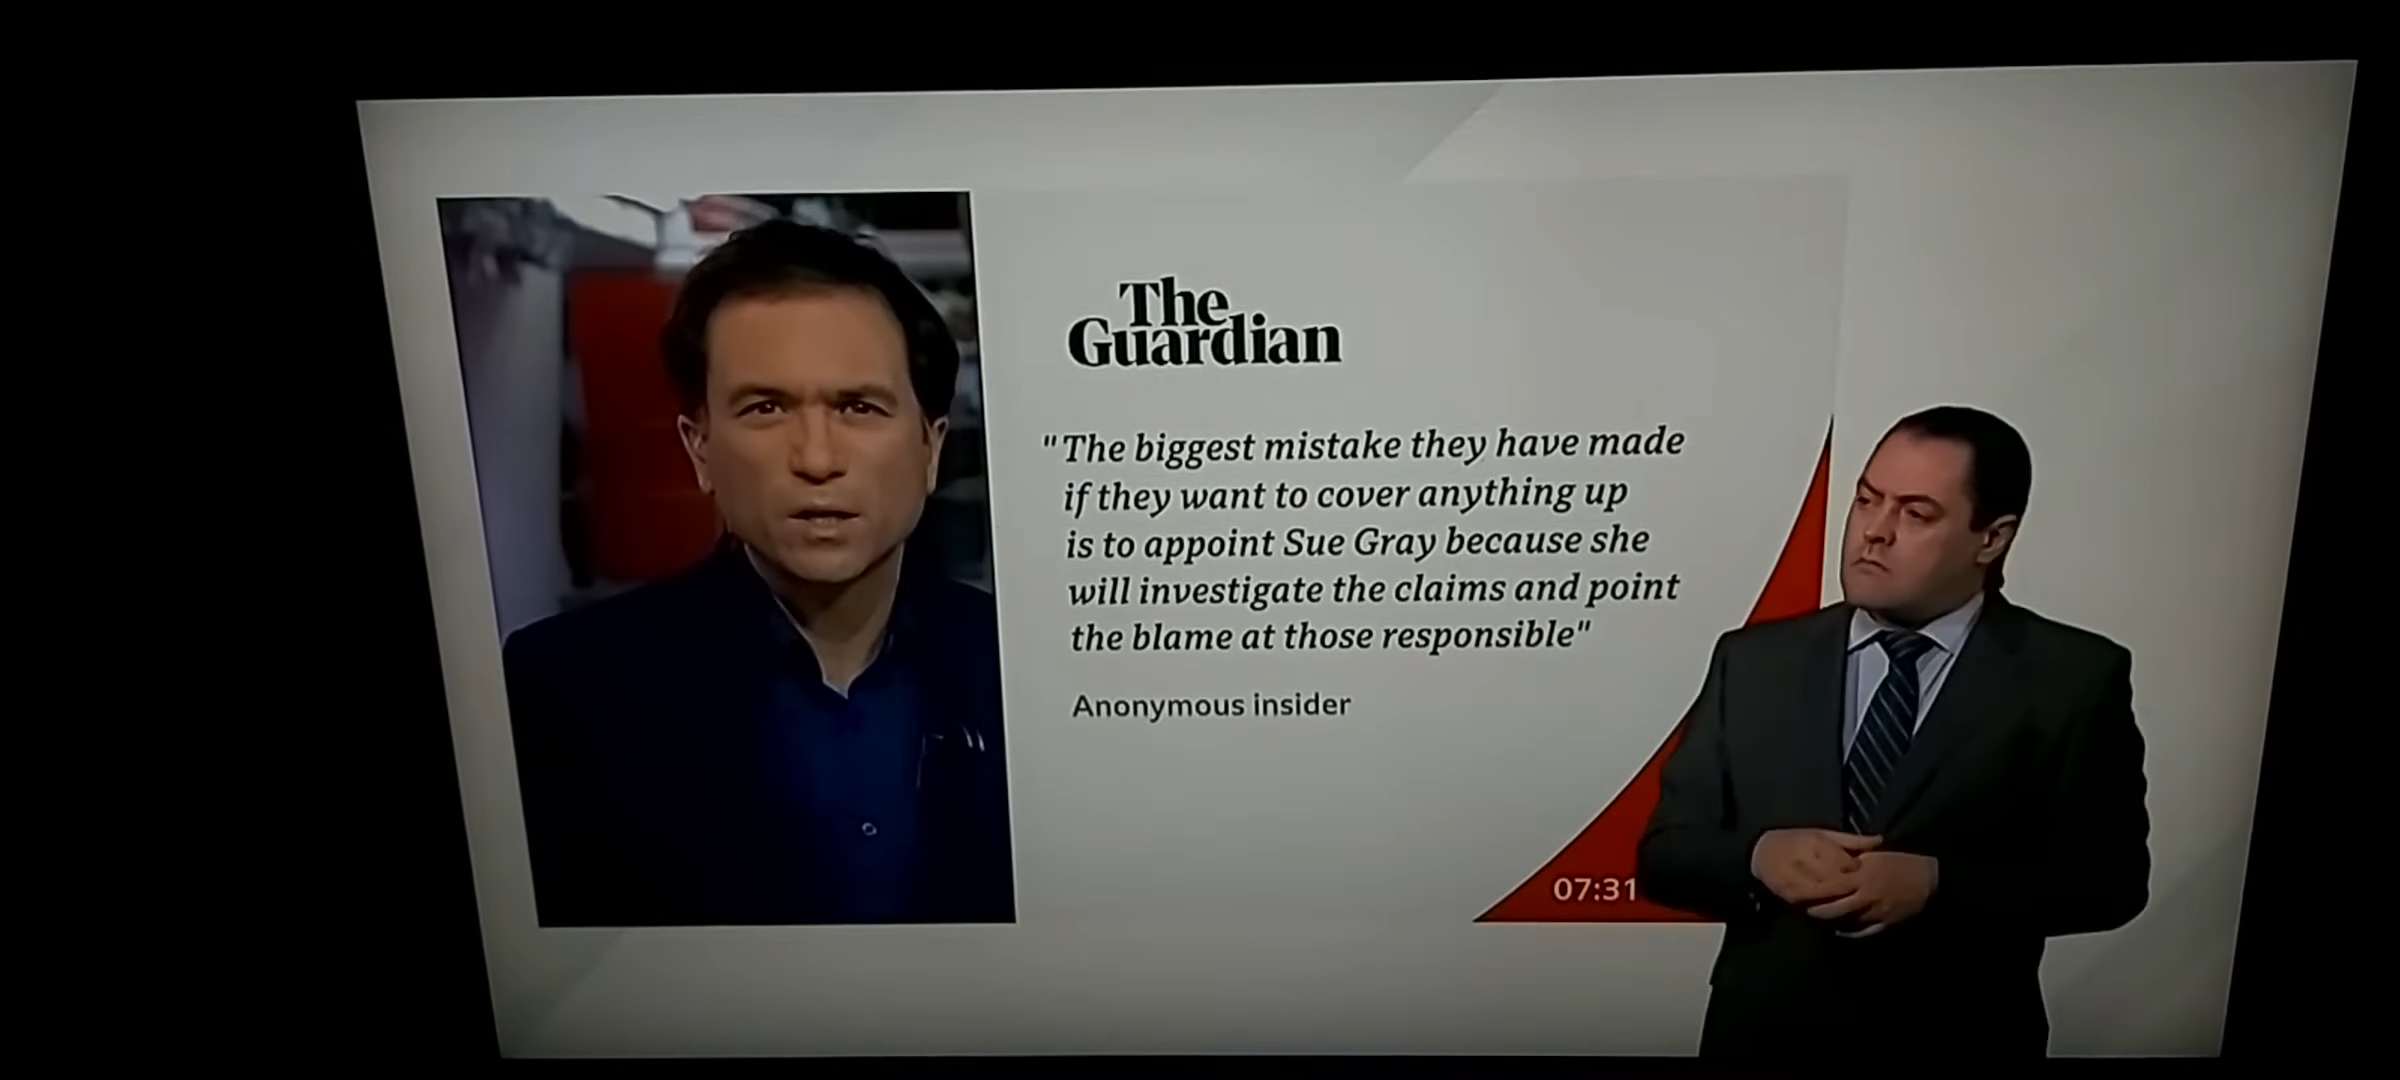 The
Guardian
"The biggest mistake they have made
if they want to cover anything up
is to appoint Sue Gray because she
will investigate the claims and point
the blame at those responsible"
Anonymous insider
07:31